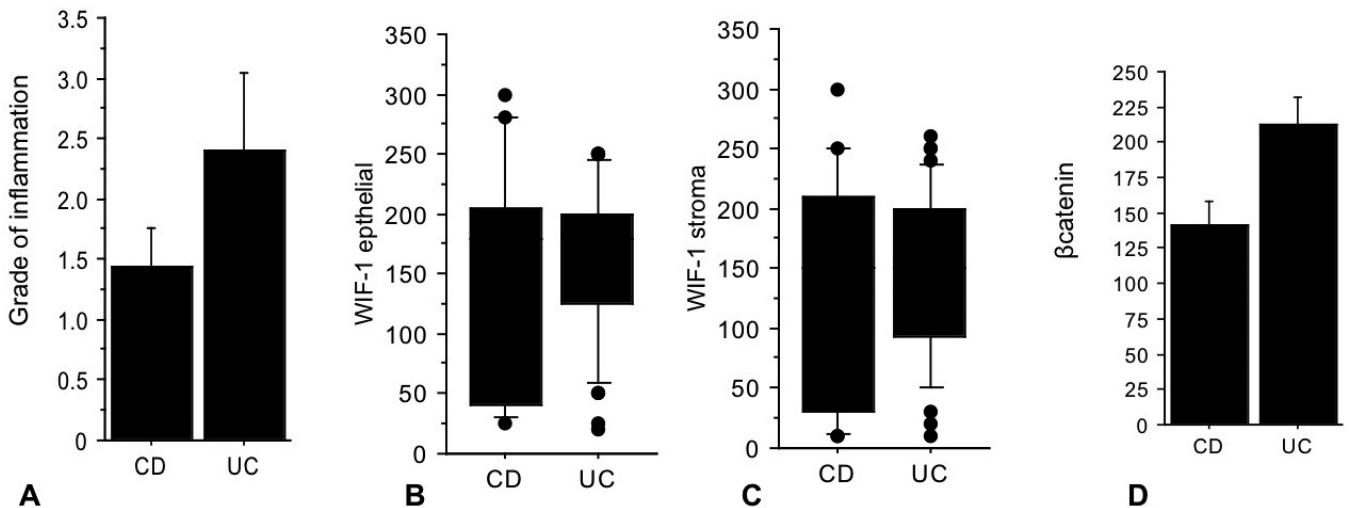 Grade of inflammation
3.5
3.0
2.5
2.0
1.5
1.0
0.5
0
CD UC
A
WIF-1 epthelial
350
300
250
200
150
100
50
0
CD UC
B
WIF-1 stroma
350
300
250
200
150
100
50
0
CD UC
C
βcatenin
250
225
200
175
150
125
100
75
50
25
0
CD UC
D